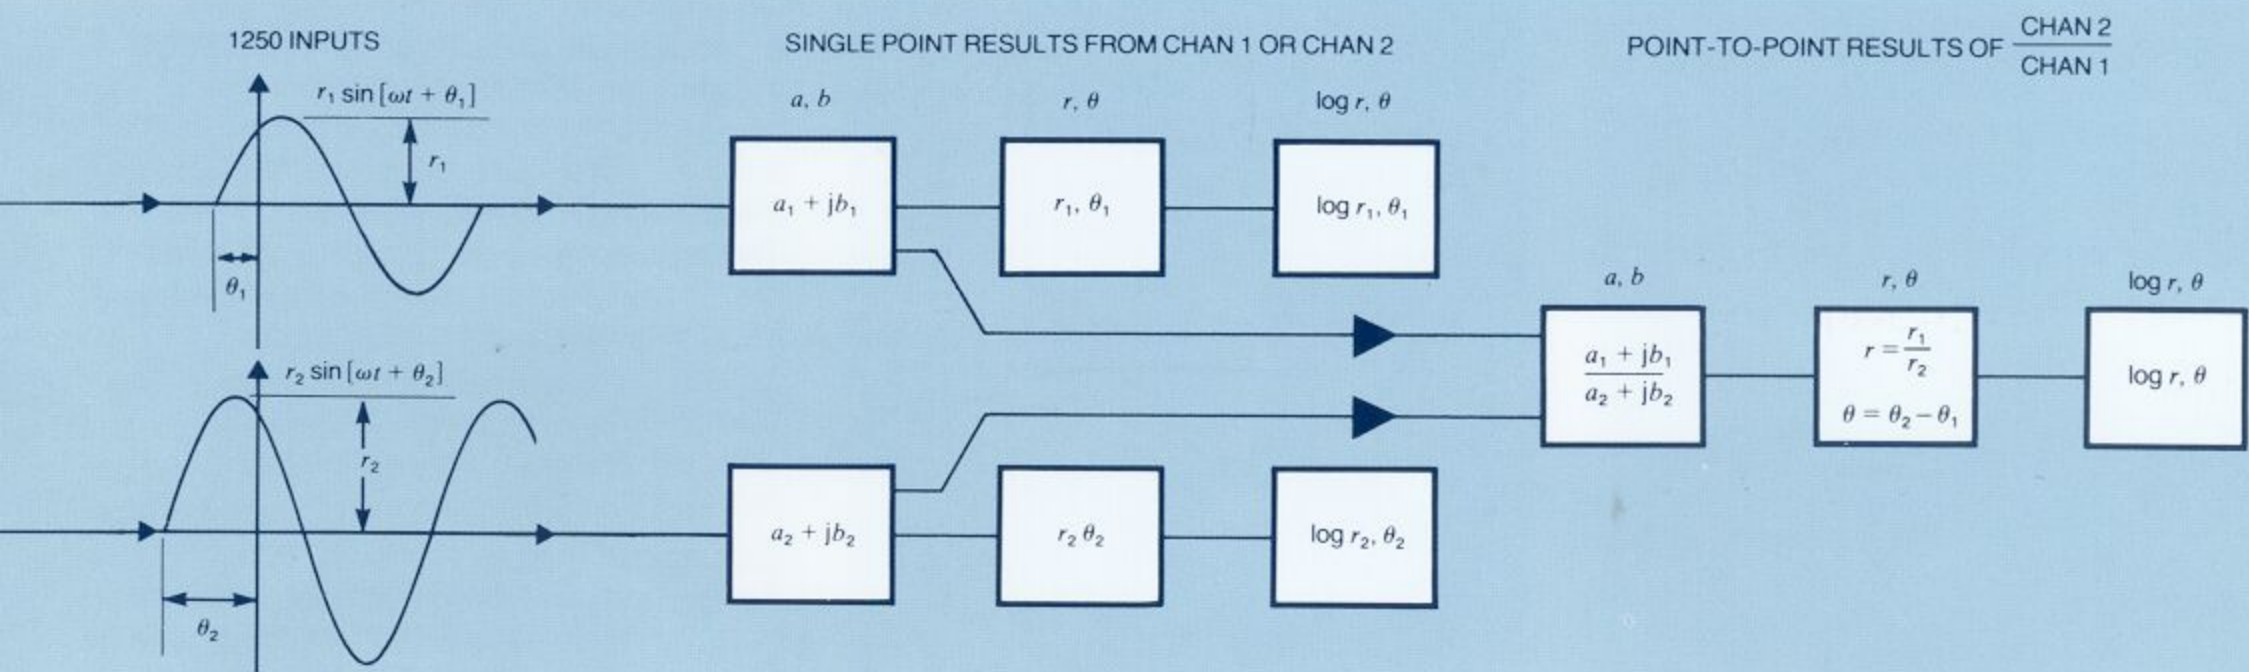 1250 INPUTS
SINGLE POINT RESULTS FROM CHAN 1 OR CHAN 2
POINT-TO-POINT RESULTS OF CHAN 2 / CHAN 1
r₁ sin [ωt + θ₁]
r₁
θ₁
a, b
r, θ
log r, θ
a₁ + jb₁
r₁, θ₁
log r₁, θ₁
r₂ sin [ωt + θ₂]
r₂
θ₂
a₂ + jb₂
r₂ θ₂
log r₂, θ₂
a, b
r, θ
log r, θ
a₁ + jb₁
a₂ + jb₂
r = r₁ / r₂
θ = θ₂ − θ₁
log r, θ